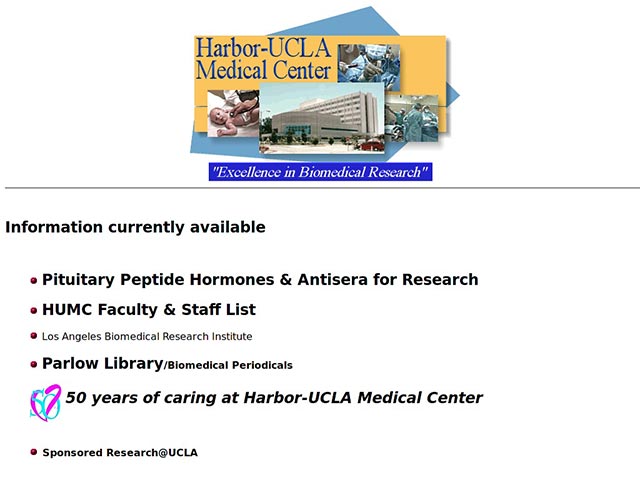 Harbor-UCLA
Medical Center
"Excellence in Biomedical Research"
Information currently available
Pituitary Peptide Hormones & Antisera for Research
HUMC Faculty & Staff List
Los Angeles Biomedical Research Institute
Parlow Library/Biomedical Periodicals
50 50 years of caring at Harbor-UCLA Medical Center
Sponsored Research@UCLA